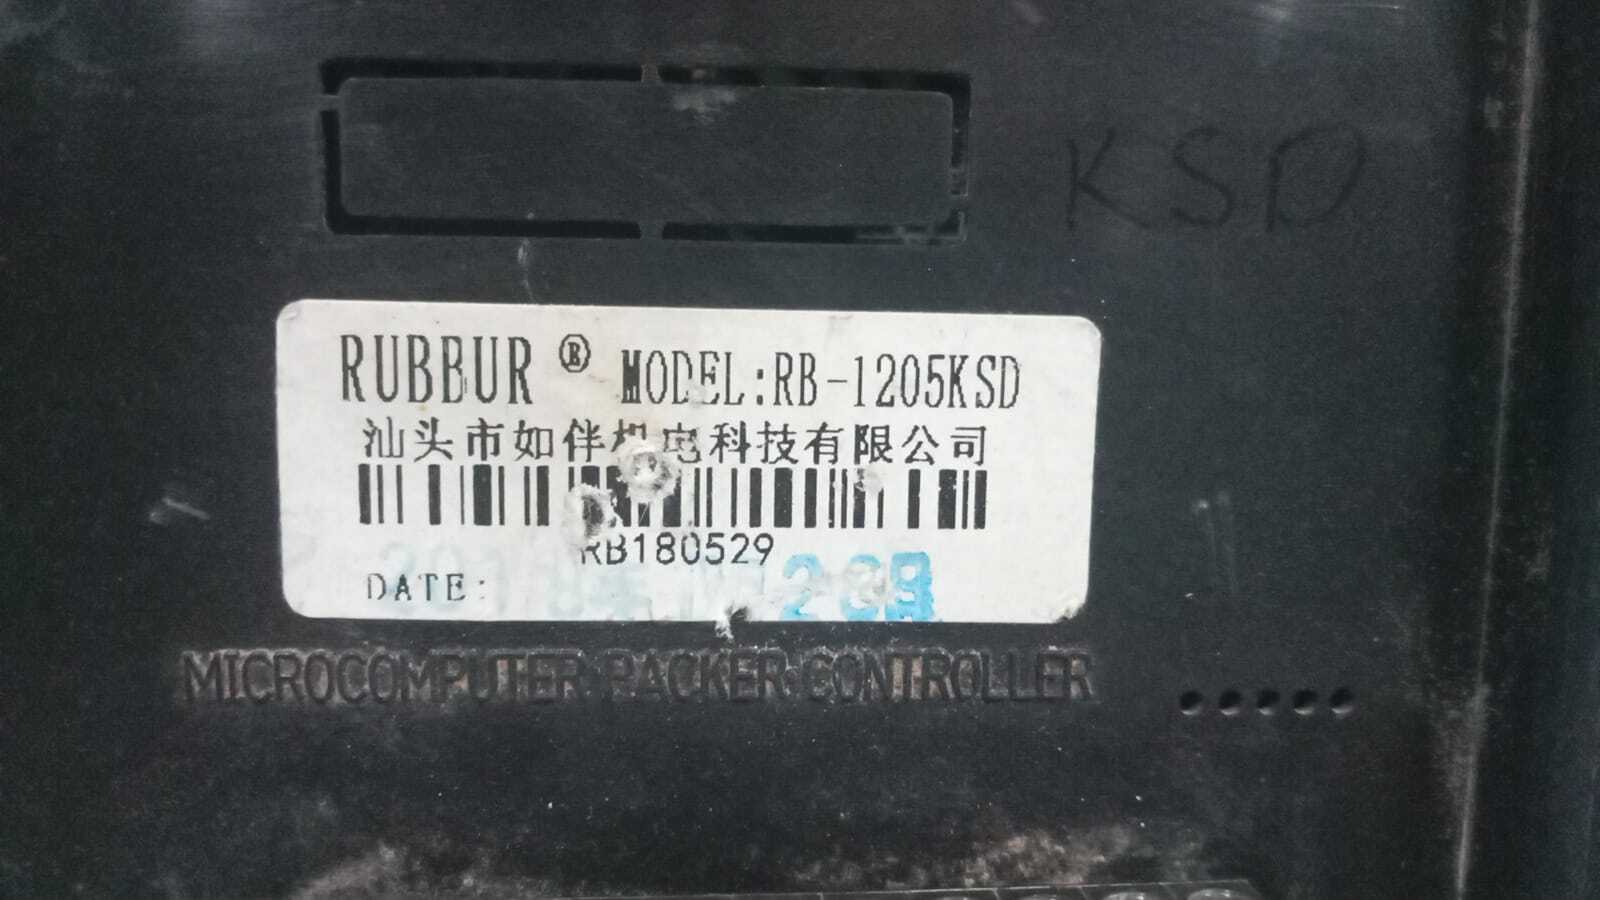 KSD
RUBBUR ® MODEL:RB-1205KSD
汕头市如伴机电科技有限公司
RB180529
DATE:
MICROCOMPUTER PACKER CONTROLLER